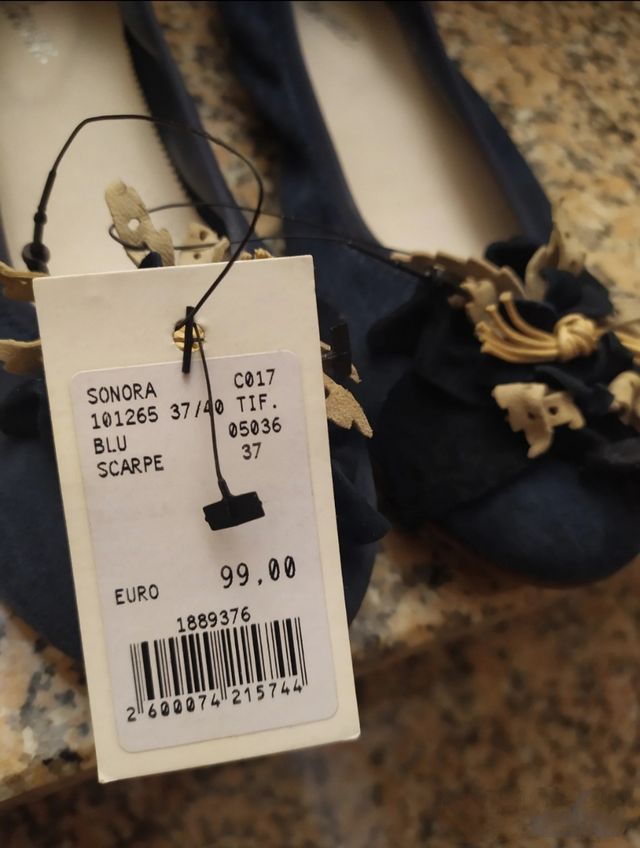 SONORA C017
101265 37/40 TIF.
BLU 05036
SCARPE 37
EURO 99,00
1889376
2 600074 215744